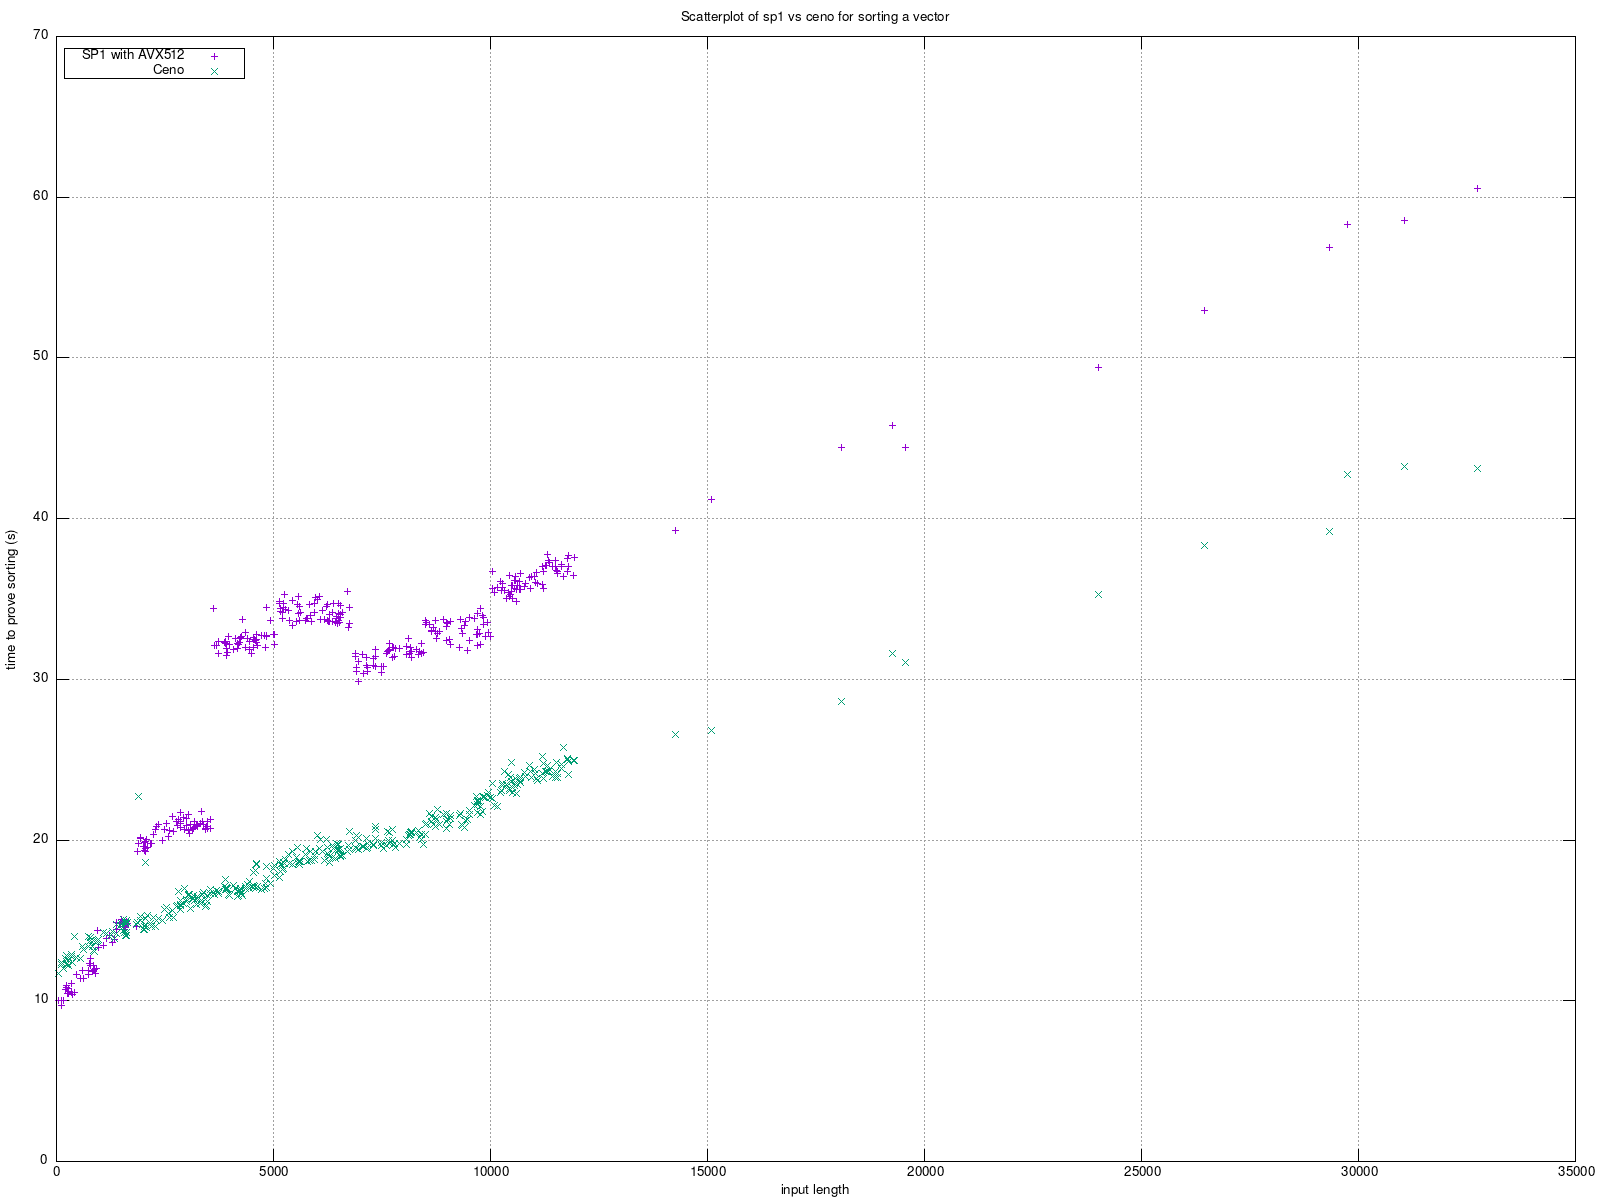 Scatterplot of sp1 vs ceno for sorting a vector
70
SP1 with AVX512
Ceno
60
50
40
30
20
10
0
time to prove sorting (s)
0 5000 10000 15000 20000 25000 30000 35000
input length